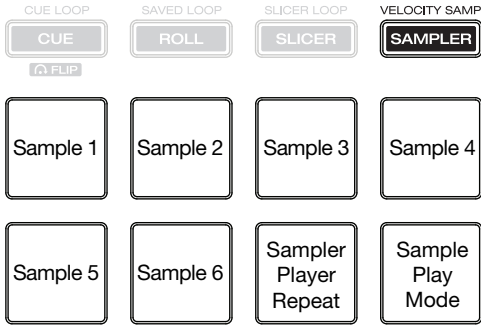 CUE LOOP SAVED LOOP SLICER LOOP VELOCITY SAMP
CUE ROLL SLICER SAMPLER
FLIP
Sample 1 Sample 2 Sample 3 Sample 4
Sample 5 Sample 6 Sampler Player Repeat Sample Play Mode